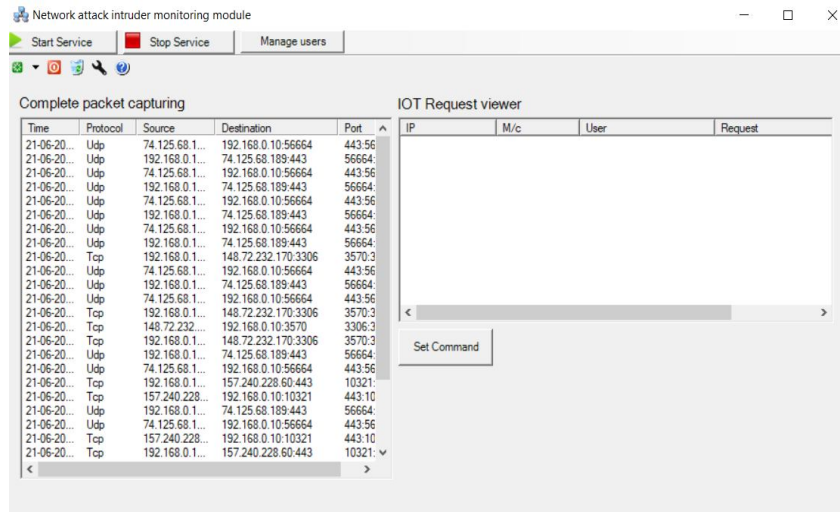 Network attack intruder monitoring module
Start Service Stop Service Manage users
Complete packet capturing
Time Protocol Source Destination Port
21-06-20... Udp 74.125.68.1... 192.168.0.10:56664 443:56
21-06-20... Udp 192.168.0.1... 74.125.68.189:443 56664:
21-06-20... Udp 74.125.68.1... 192.168.0.10:56664 443:56
21-06-20... Udp 192.168.0.1... 74.125.68.189:443 56664:
21-06-20... Udp 74.125.68.1... 192.168.0.10:56664 443:56
21-06-20... Udp 192.168.0.1... 74.125.68.189:443 56664:
21-06-20... Udp 74.125.68.1... 192.168.0.10:56664 443:56
21-06-20... Udp 192.168.0.1... 74.125.68.189:443 56664:
21-06-20... Tcp 192.168.0.1... 148.72.232.170:3306 3570:3
21-06-20... Udp 74.125.68.1... 192.168.0.10:56664 443:56
21-06-20... Udp 192.168.0.1... 74.125.68.189:443 56664:
21-06-20... Udp 74.125.68.1... 192.168.0.10:56664 443:56
21-06-20... Tcp 192.168.0.1... 148.72.232.170:3306 3570:3
21-06-20... Tcp 148.72.232.... 192.168.0.10:3570 3306:3
21-06-20... Tcp 192.168.0.1... 148.72.232.170:3306 3570:3
21-06-20... Udp 192.168.0.1... 74.125.68.189:443 56664:
21-06-20... Udp 74.125.68.1... 192.168.0.10:56664 443:56
21-06-20... Tcp 192.168.0.1... 157.240.228.60:443 10321:
21-06-20... Tcp 157.240.228... 192.168.0.10:10321 443:10
21-06-20... Udp 192.168.0.1... 74.125.68.189:443 56664:
21-06-20... Udp 74.125.68.1... 192.168.0.10:56664 443:56
21-06-20... Tcp 157.240.228... 192.168.0.10:10321 443:10
21-06-20... Tcp 192.168.0.1... 157.240.228.60:443 10321:
IOT Request viewer
IP M/c User Request
Set Command